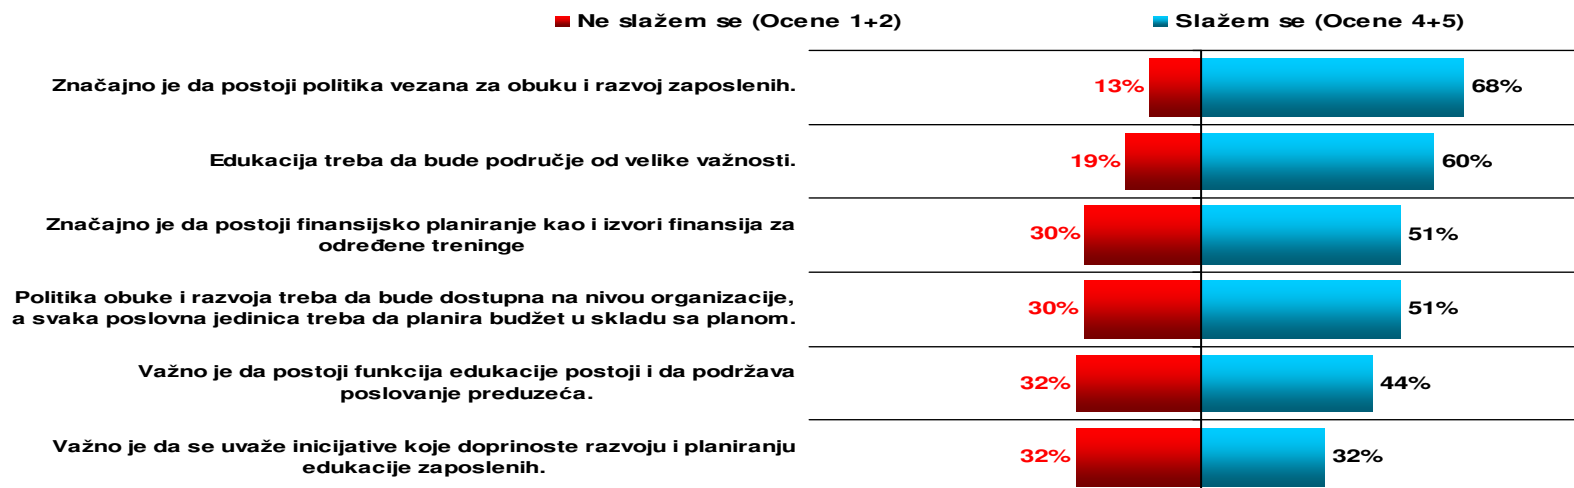 Ne slažem se (Ocene 1+2)
Slažem se (Ocene 4+5)
Značajno je da postoji politika vezana za obuku i razvoj zaposlenih.
13%
68%
Edukacija treba da bude područje od velike važnosti.
19%
60%
Značajno je da postoji finansijsko planiranje kao i izvori finansija za
određene treninge
30%
51%
Politika obuke i razvoja treba da bude dostupna na nivou organizacije,
a svaka poslovna jedinica treba da planira budžet u skladu sa planom.
30%
51%
Važno je da postoji funkcija edukacije postoji i da podržava
poslovanje preduzeća.
32%
44%
Važno je da se uvaže inicijative koje doprinoste razvoju i planiranju
edukacije zaposlenih.
32%
32%